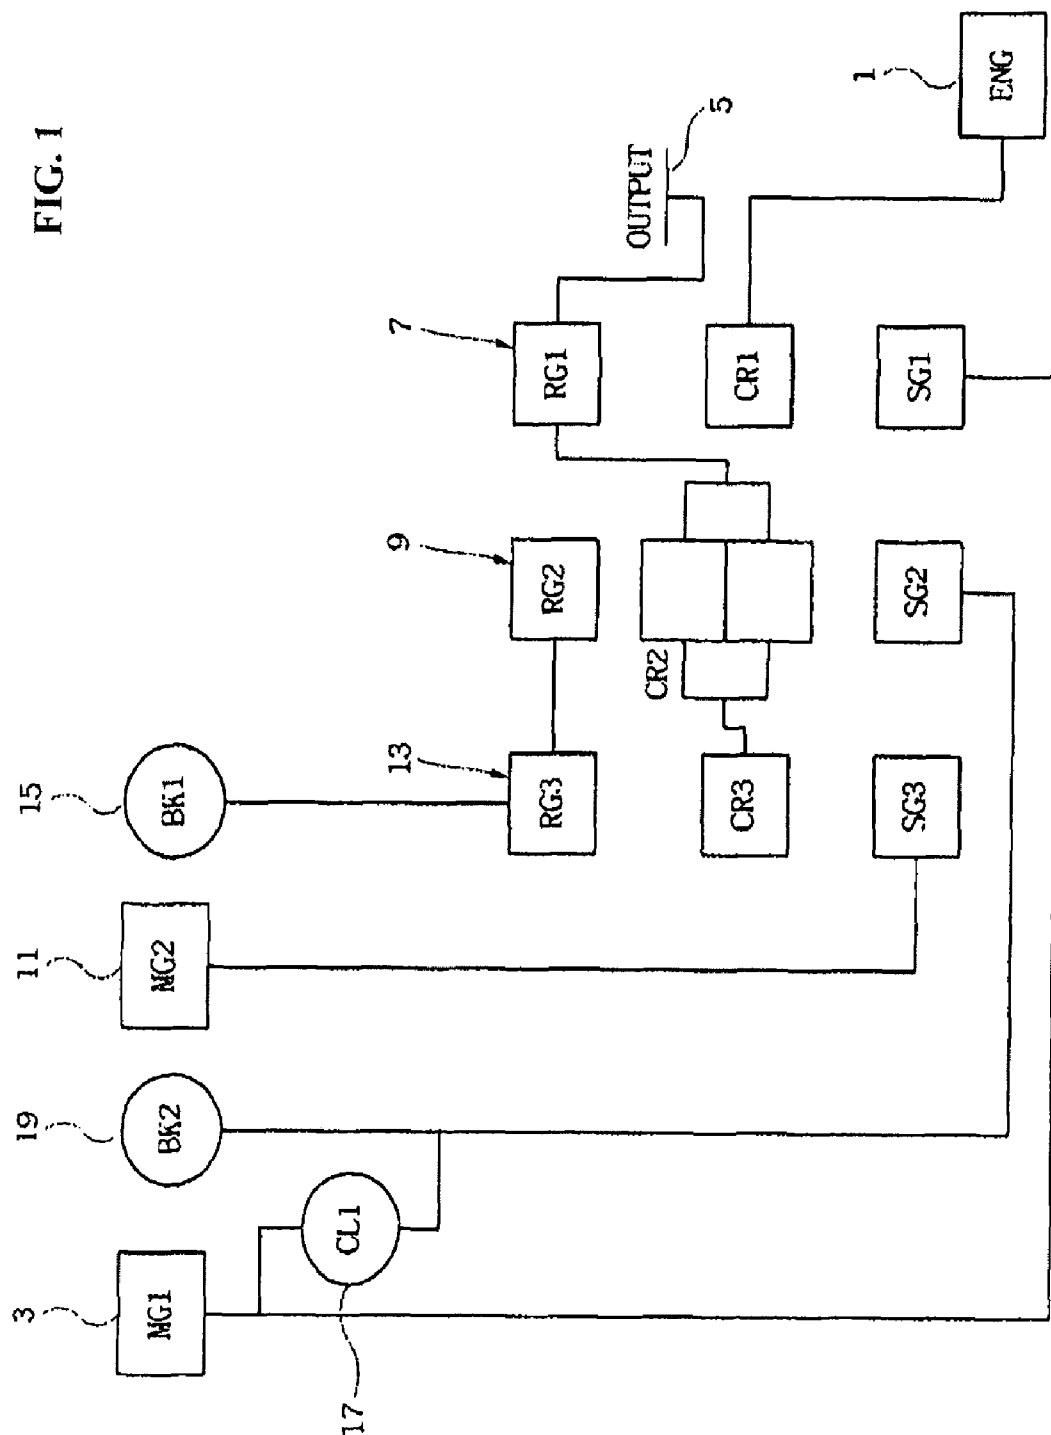 FIG. 1
3
19
11
15
MG1
BK2
MG2
BK1
17
CL1
13
9
7
RG3
RG2
RG1
OUTPUT
5
CR3
CR2
CR1
1
SG3
SG2
SG1
ENG